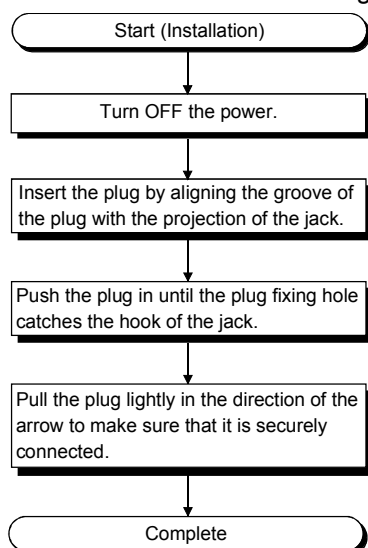 Start (Installation)
Turn OFF the power.
Insert the plug by aligning the groove of
the plug with the projection of the jack.
Push the plug in until the plug fixing hole
catches the hook of the jack.
Pull the plug lightly in the direction of the
arrow to make sure that it is securely
connected.
Complete